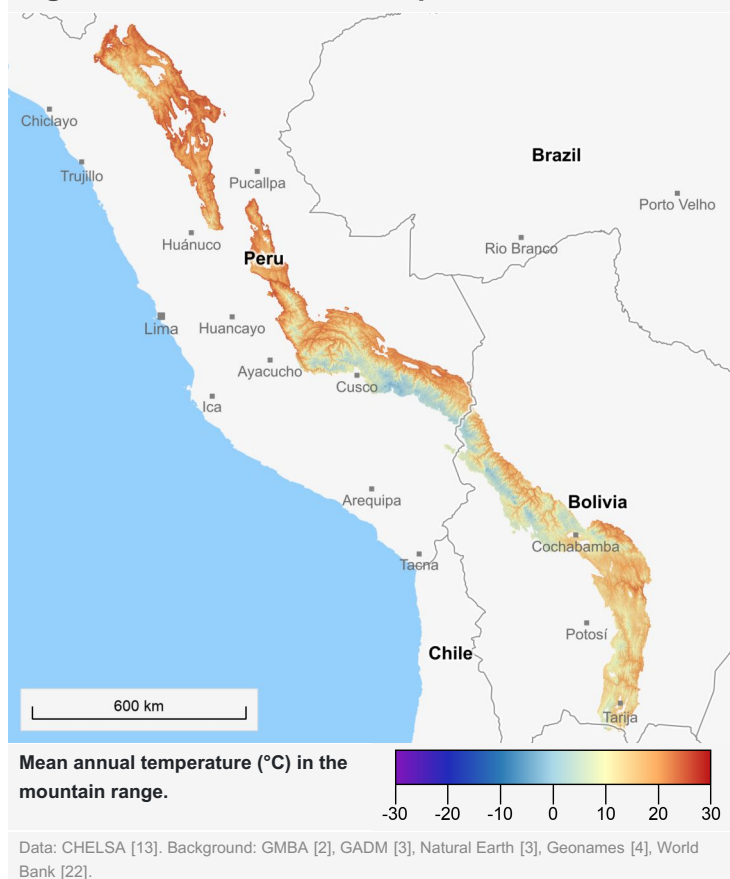 Chiclayo
Trujillo
Pucallpa
Brazil
Porto Velho
Huánuco
Rio Branco
Peru
Lima
Huancayo
Ayacucho
Cusco
Ica
Arequipa
Bolivia
Cochabamba
Tacna
Potosí
Chile
600 km
Tarija
Mean annual temperature (°C) in the
mountain range.
-30 -20 -10 0 10 20 30
Data: CHELSA [13]. Background: GMBA [2], GADM [3], Natural Earth [3], Geonames [4], World
Bank [22].